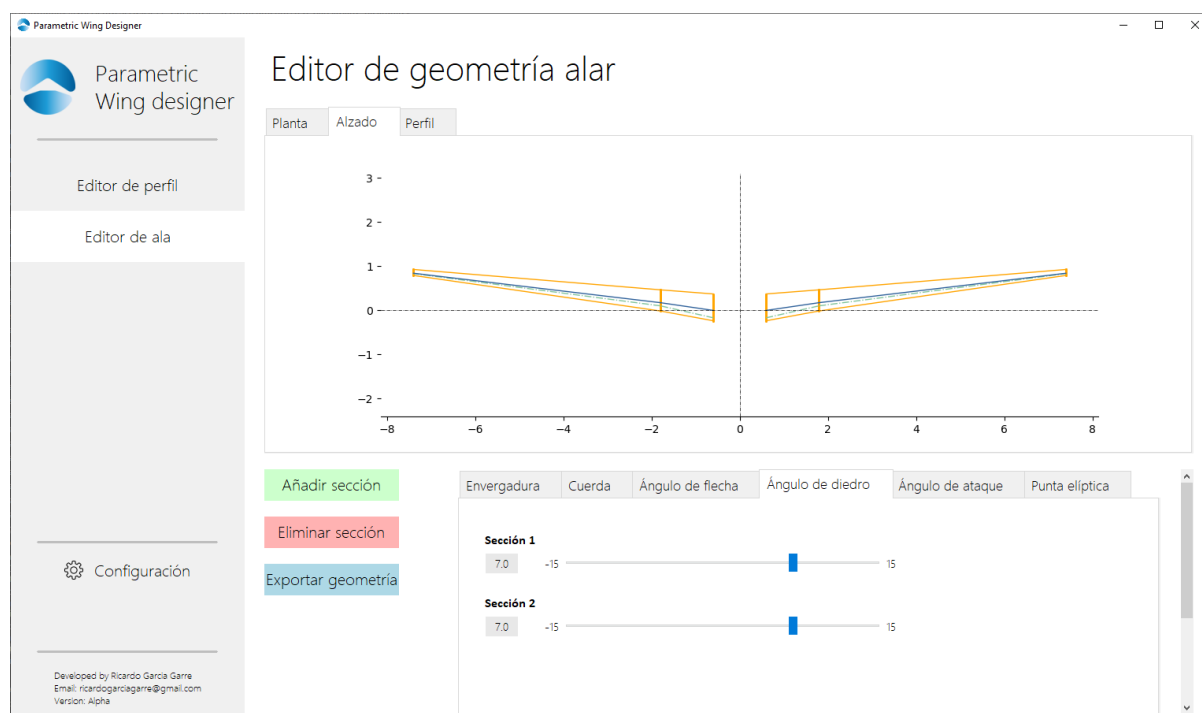 Parametric Wing Designer
Parametric
Wing designer
Editor de perfil
Editor de ala
Configuración
Developed by Ricardo Garcia Garre
Email: ricardogarciagarre@gmail.com
Version: Alpha
Editor de geometría alar
Planta Alzado Perfil
3
2
1
0
−1
−2
−8 −6 −4 −2 0 2 4 6 8
Añadir sección
Eliminar sección
Exportar geometría
Envergadura Cuerda Ángulo de flecha Ángulo de diedro Ángulo de ataque Punta elíptica
Sección 1
7.0 -15 15
Sección 2
7.0 -15 15